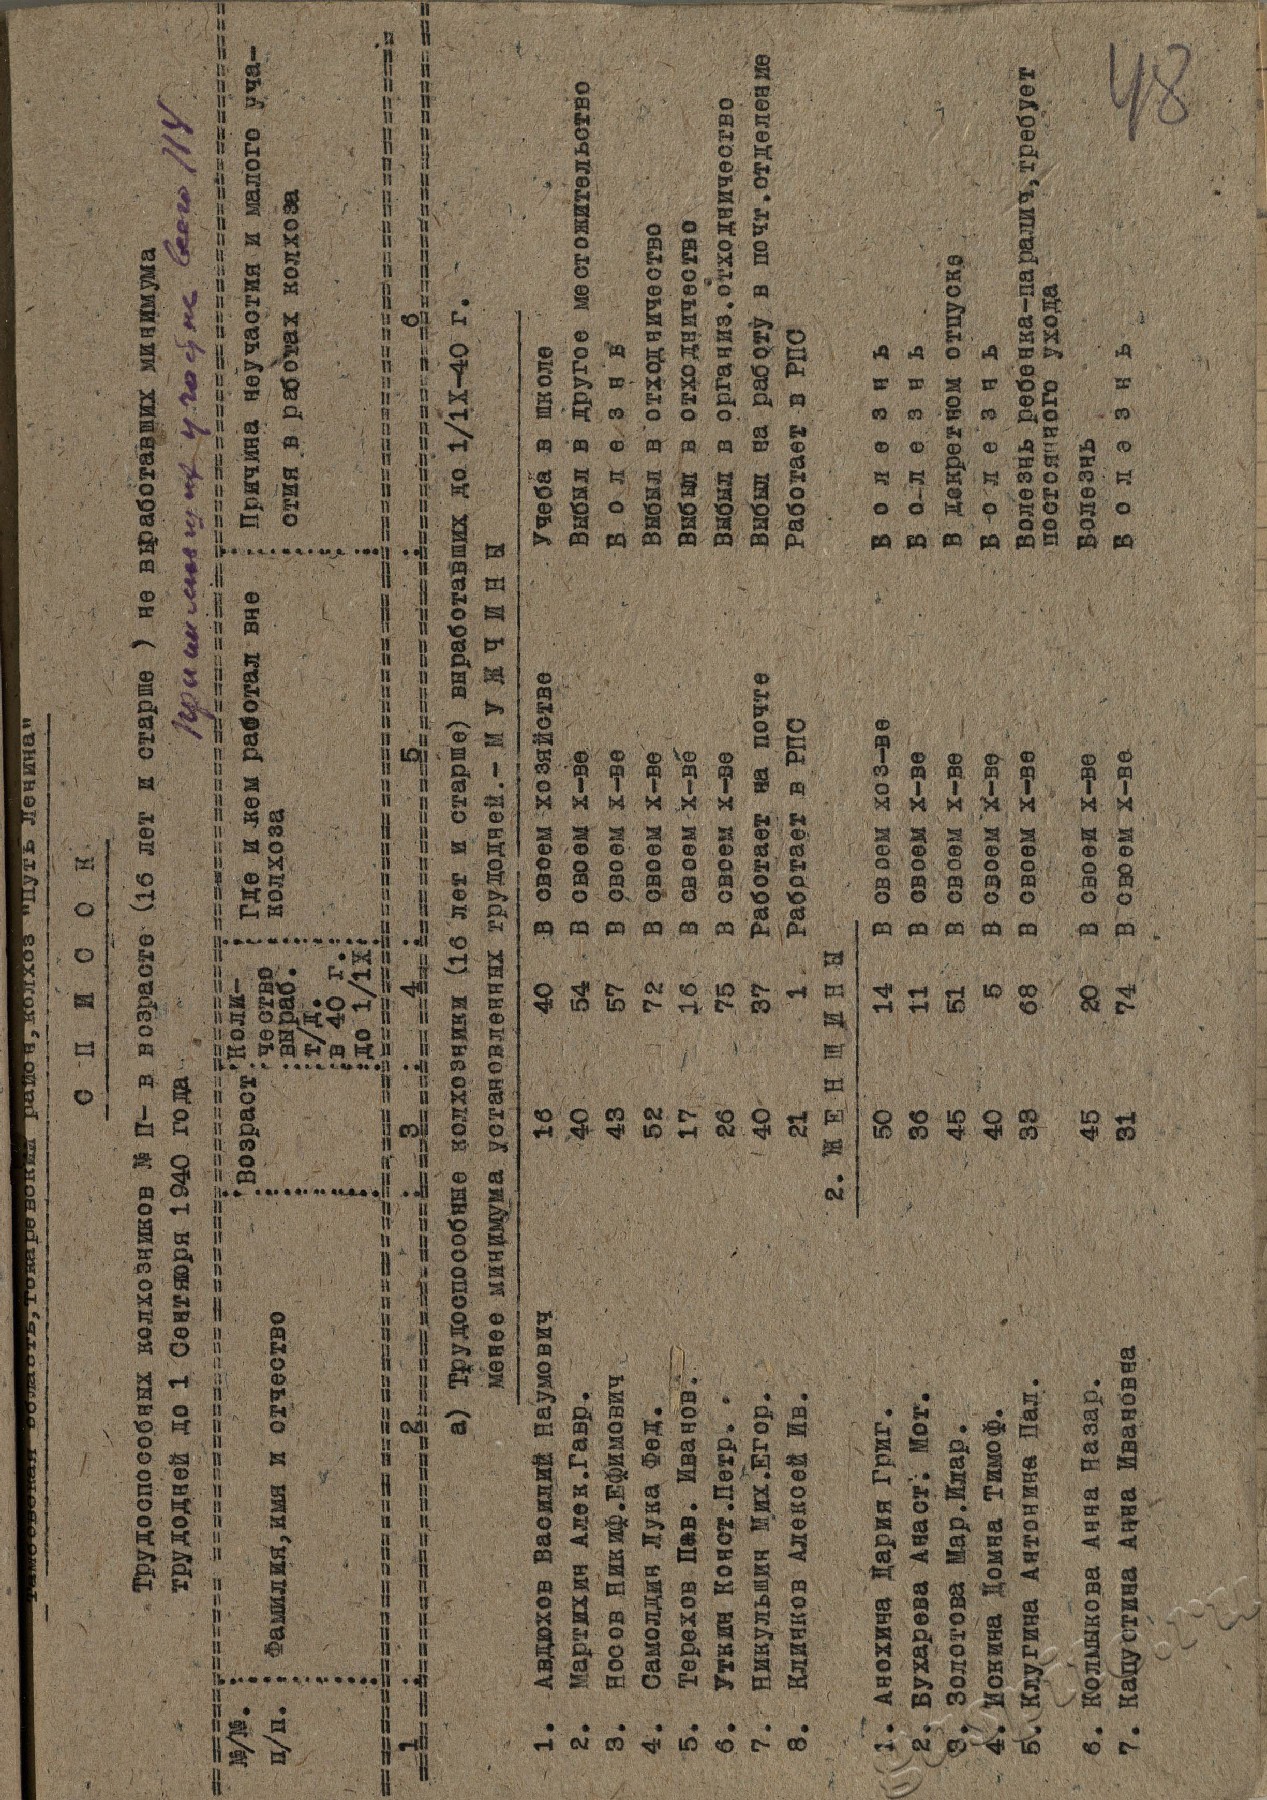 Тамбовская область, Токаревский район, колхоз "Путь Ленина"
С П И С О К
Трудоспособных колхозников № П- в возрасте (16 лет и старше ) не выработавших минимума
трудодней до 1 Сентября 1940 года
48
№/№. п/п. Фамилия,имя и отчество Возраст Коли-чество выраб. т/д. в 40 г. до 1/IX Где и кем работал вне колхоза Причина неучастия и малого уча-стия в работах колхоза
1 2 3 4 5 6
а) Трудоспособные колхозники (16 лет и старше) выработавших до 1/IX-40 г.
менее минимума установленных трудодней.- М У Ж Ч И Н Ы
1. Авдюхов Василий Наумович 16 40 В своем хозяйстве Учеба в школе
2. Мартихин Алек.Гавр. 40 54 В своем х-ве Выбыл в другое местожительство
3. Носов Никиф.Ефимович 43 57 В своем х-ве Б о л е з н ь
4. Самолдин Лука Фед. 52 72 В своем х-ве Выбыл в отходничество
5. Терехов Пав. Иванов. 17 16 В своем х-ве Выбыл в отходничество
6. Уткин Конст.Петр. 26 75 В своем х-ве Выбыл в организ.отходничество
7. Никульшин Мих.Егор. 40 37 Работает на почте Выбыл на работу в почт.отделение
8. Клинков Алексей Ив. 21 1 Работает в РПС Работает в РПС
2. Ж Е Н Щ И Н Ы
1. Анохина Дария Григ. 50 14 В своем хоз-ве Б о л е з н ь
2. Бухарева Анаст. Мот. 36 11 В своем х-ве Б о л е з н ь
3. Золотова Мар.Илар. 45 51 В своем х-ве В декретном отпуске
4. Ионина Домна Тимоф. 40 5 В своем х-ве Б о л е з н ь
5. Клугина Антонина Пал. 38 68 В своем х-ве Болезнь ребенка-паралич,требует
постоянного ухода
6. Колмыкова Анна Назар. 45 20 В своем х-ве Болезнь
7. Капустина Анна Ивановна 31 74 В своем х-ве Б о л е з н ь